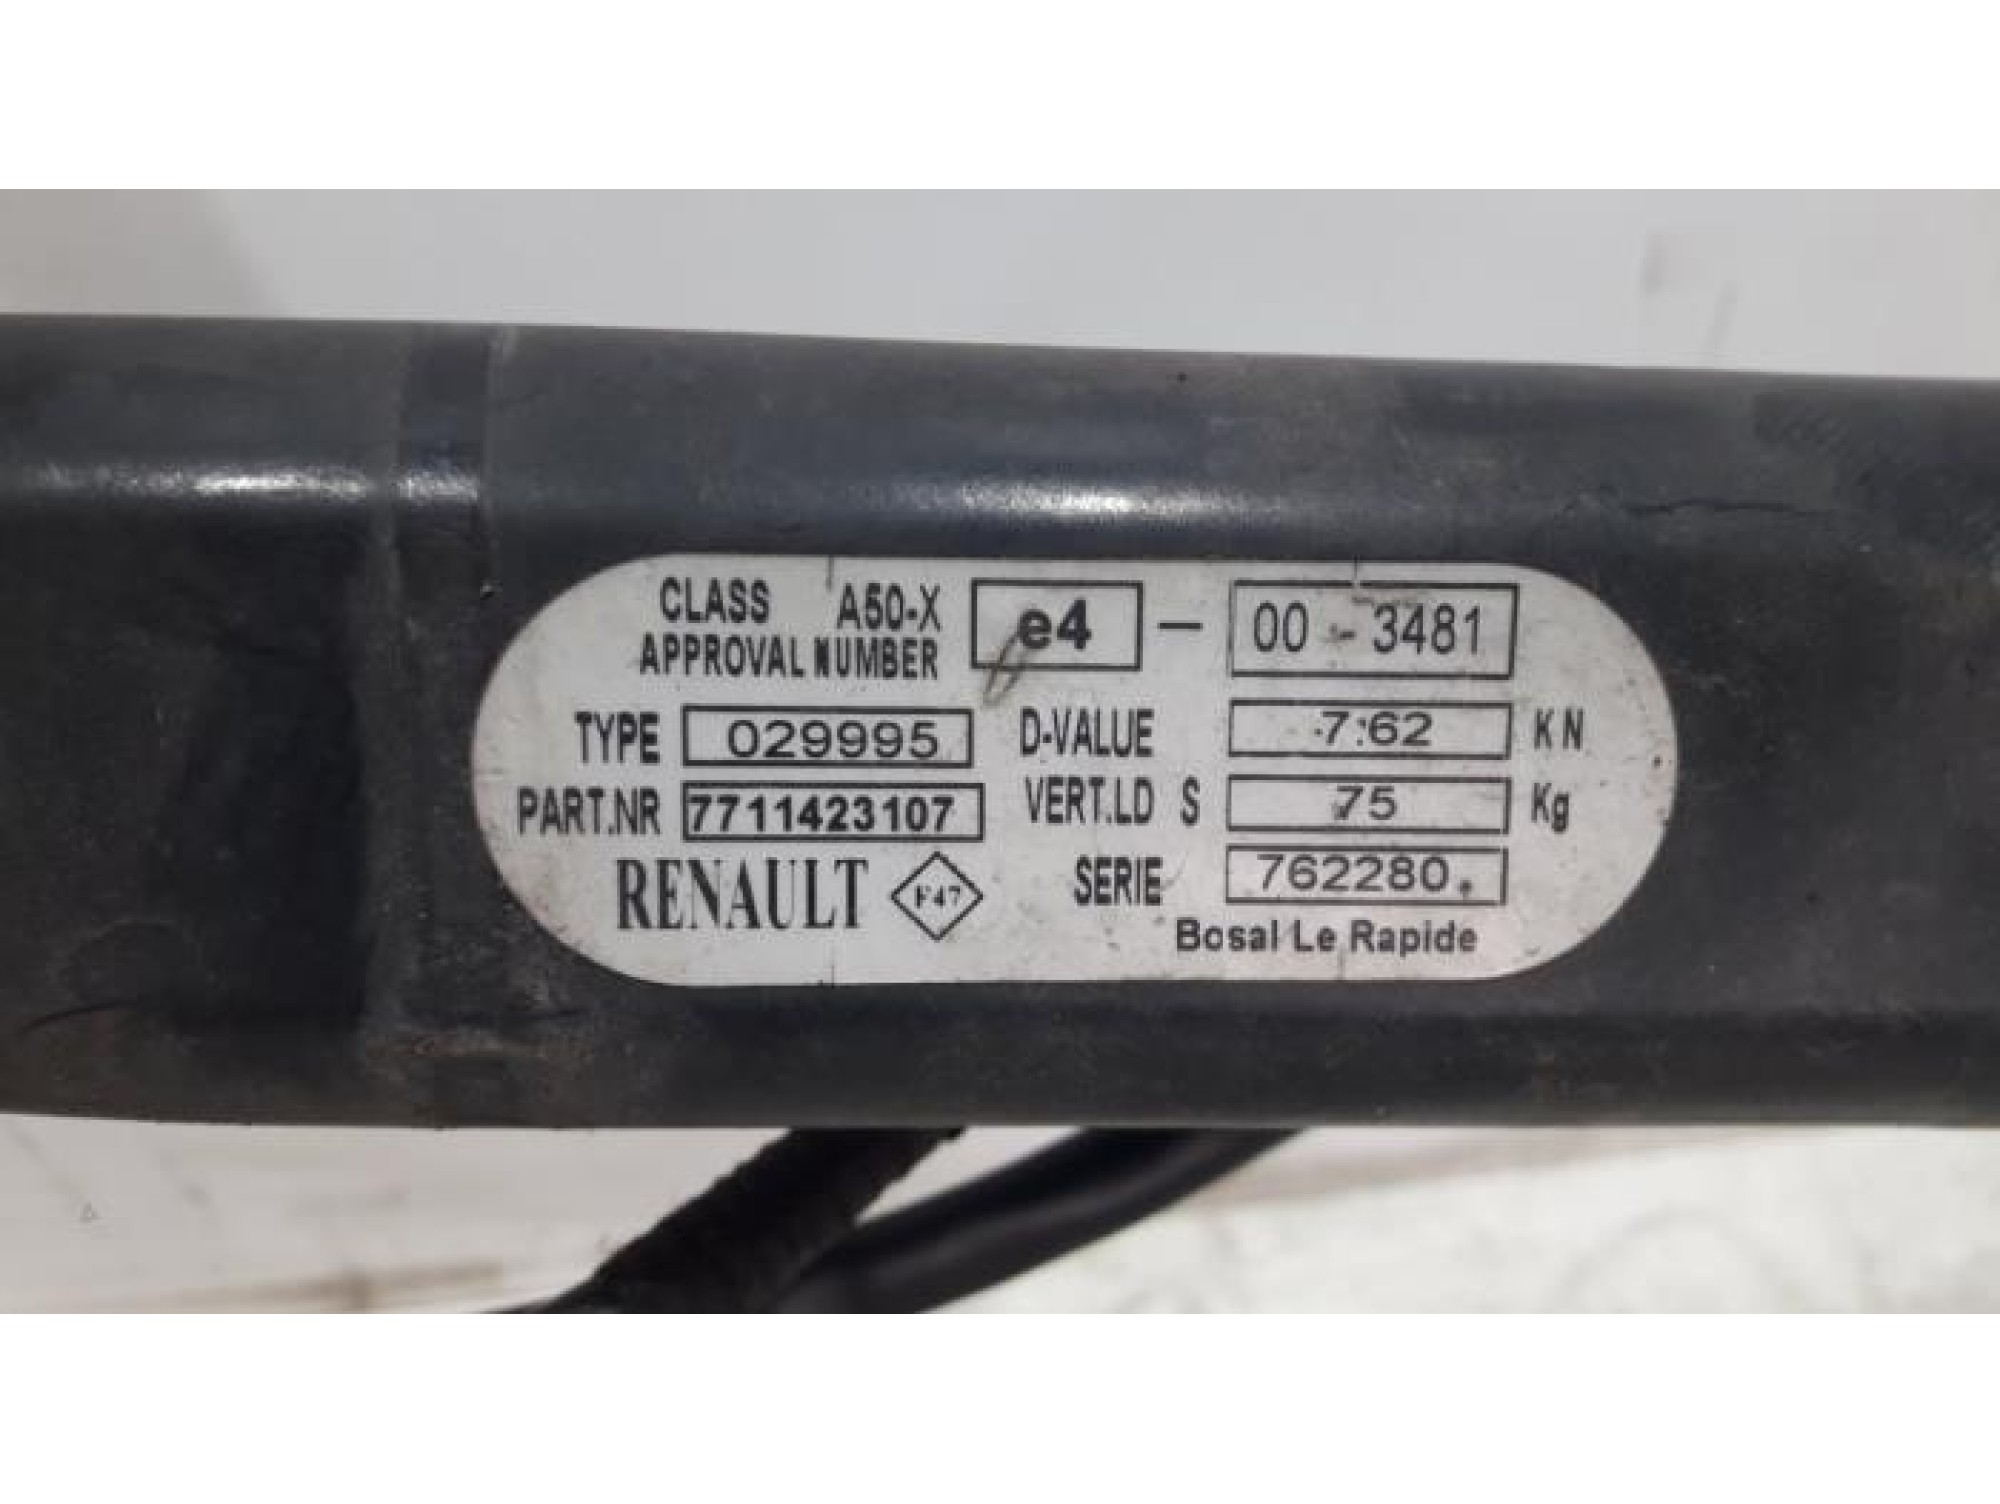 CLASS A50-X
APPROVAL NUMBER e4 - 00 - 3481
TYPE 029995 D-VALUE 7.62 KN
PART.NR 7711423107 VERT.LD S 75 Kg
RENAULT F47 SERIE 762280.
Bosal Le Rapide